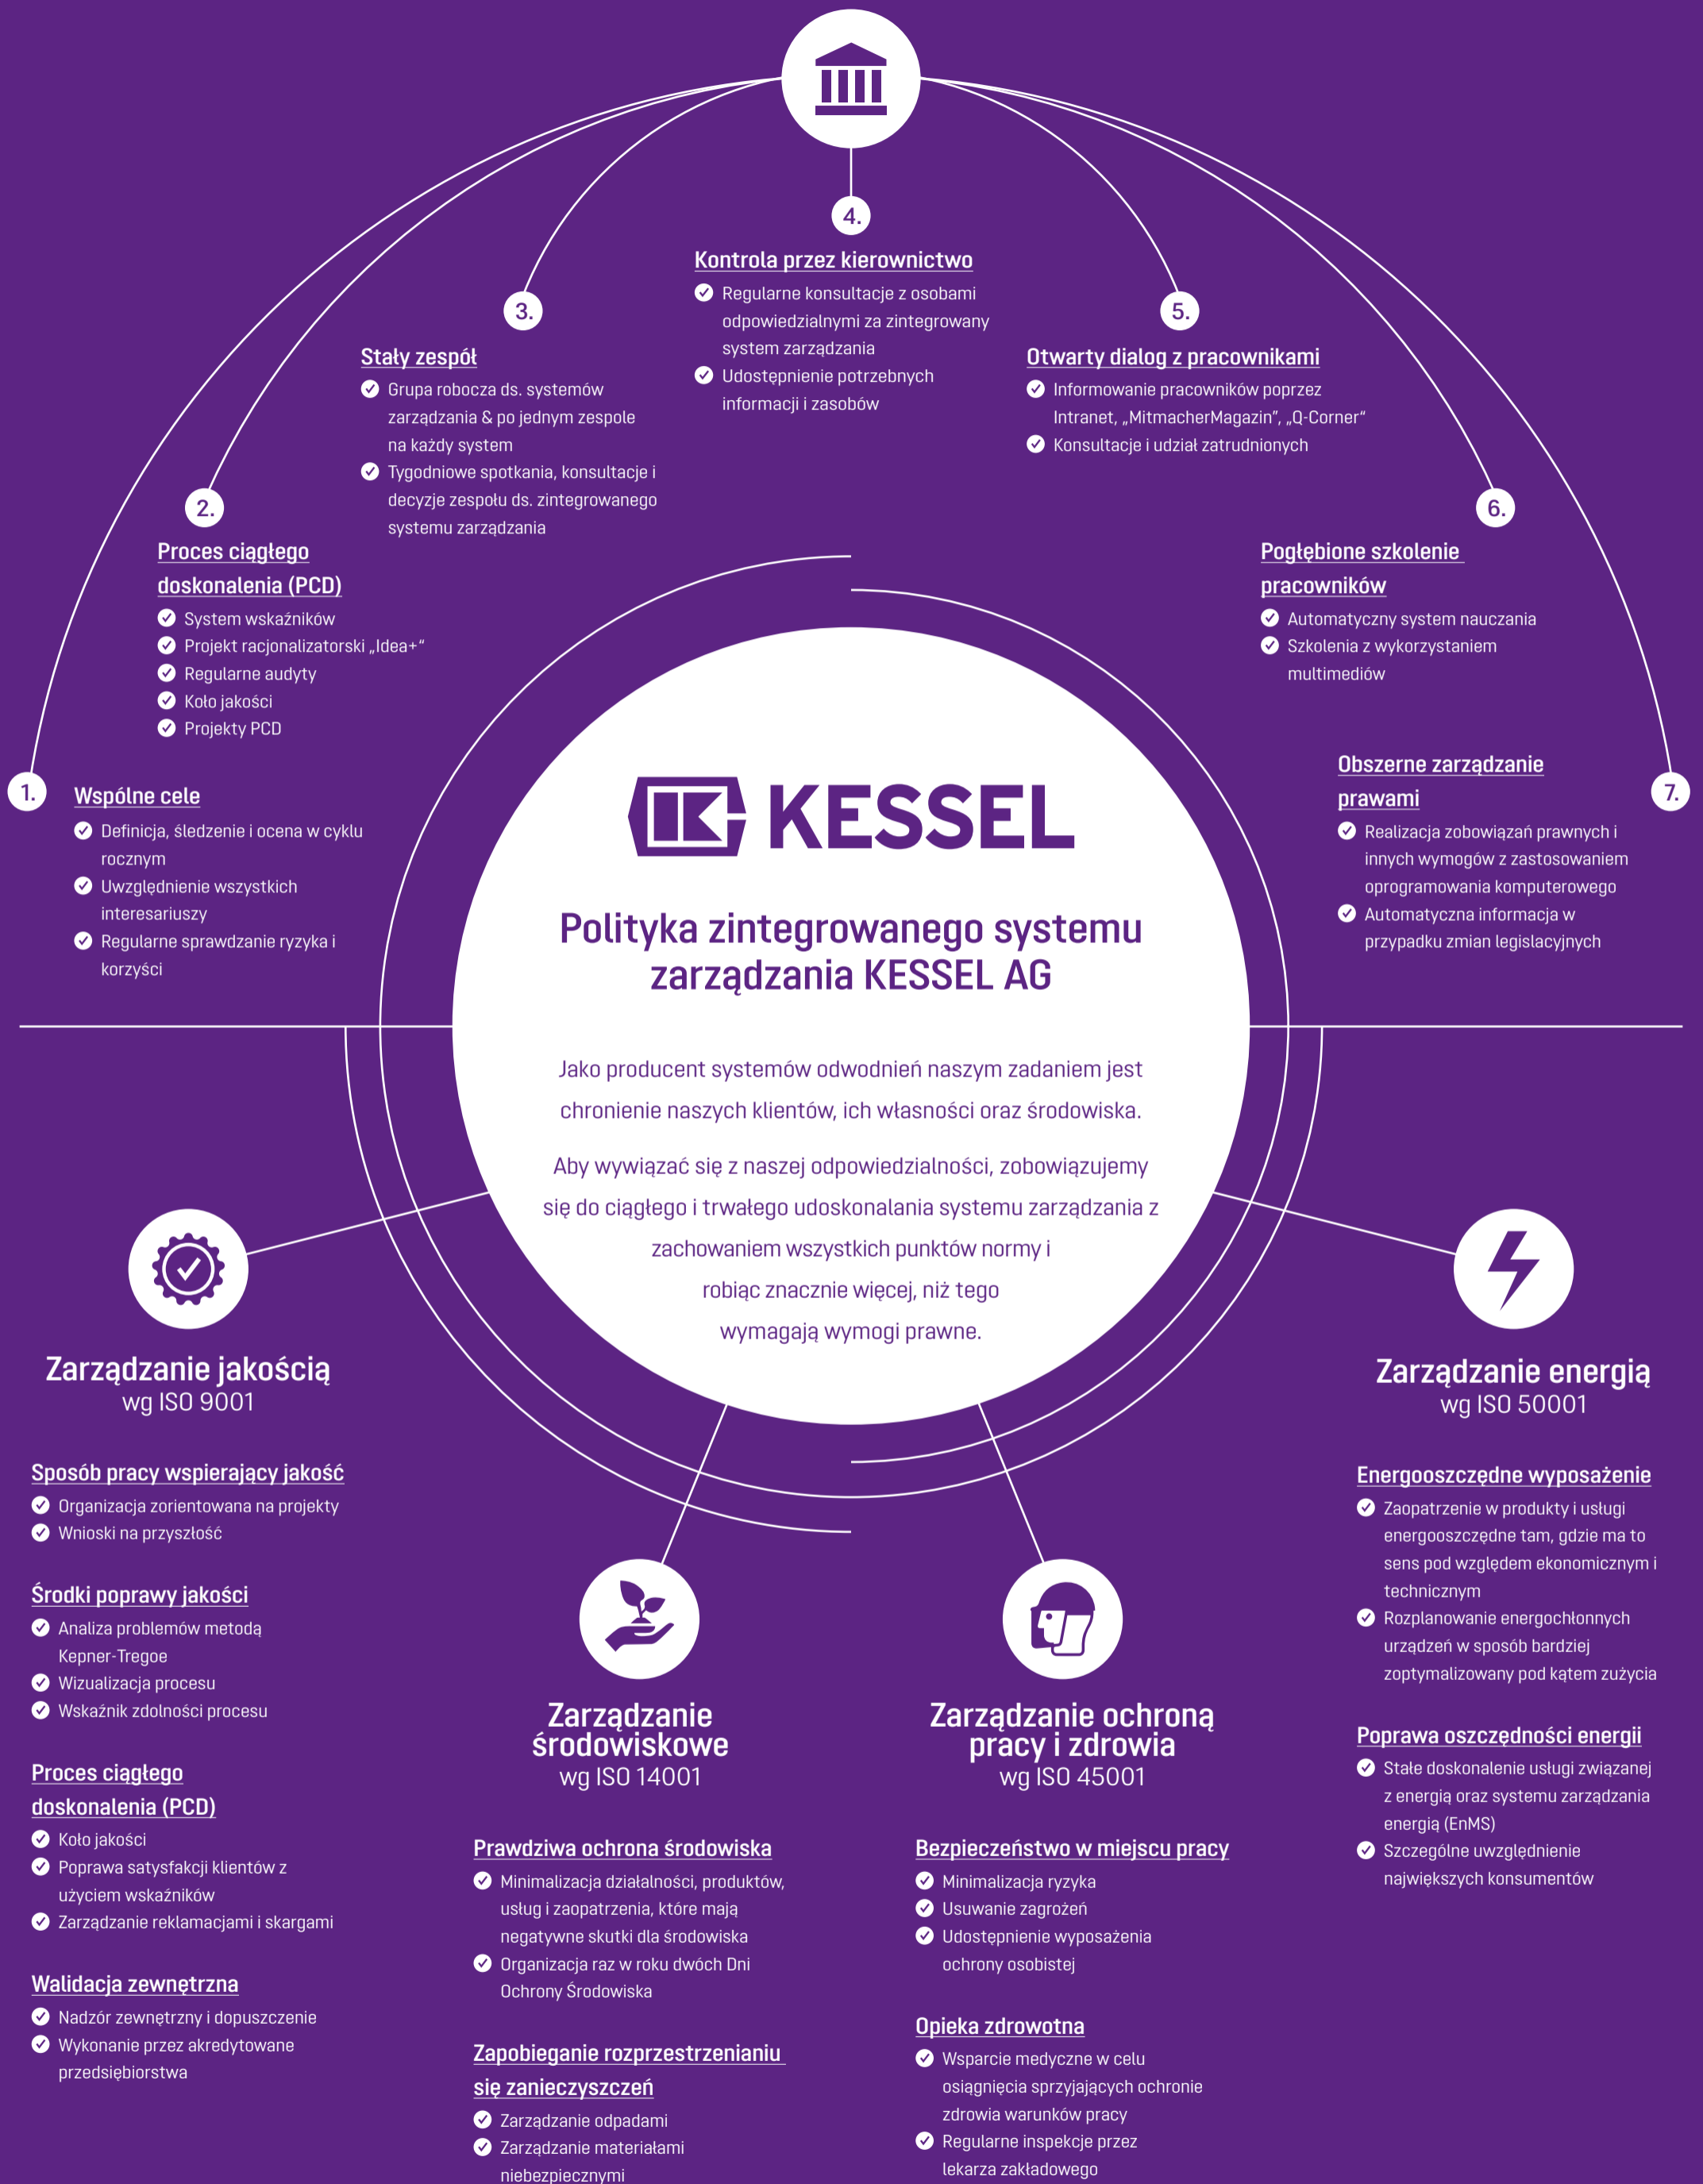 4.
Kontrola przez kierownictwo
Regularne konsultacje z osobami
odpowiedzialnymi za zintegrowany
system zarządzania
Udostępnienie potrzebnych
informacji i zasobów
3.
Stały zespół
Grupa robocza ds. systemów
zarządzania & po jednym zespole
na każdy system
Tygodniowe spotkania, konsultacje i
decyzje zespołu ds. zintegrowanego
systemu zarządzania
5.
Otwarty dialog z pracownikami
Informowanie pracowników poprzez
Intranet, „MitmacherMagazin”, „Q-Corner“
Konsultacje i udział zatrudnionych
2.
Proces ciągłego
doskonalenia (PCD)
System wskaźników
Projekt racjonalizatorski „Idea+“
Regularne audyty
Koło jakości
Projekty PCD
6.
Pogłębione szkolenie
pracowników
Automatyczny system nauczania
Szkolenia z wykorzystaniem
multimediów
1.
Wspólne cele
Definicja, śledzenie i ocena w cyklu
rocznym
Uwzględnienie wszystkich
interesariuszy
Regularne sprawdzanie ryzyka i
korzyści
7.
Obszerne zarządzanie
prawami
Realizacja zobowiązań prawnych i
innych wymogów z zastosowaniem
oprogramowania komputerowego
Automatyczna informacja w
przypadku zmian legislacyjnych
KESSEL
Polityka zintegrowanego systemu
zarządzania KESSEL AG
Jako producent systemów odwodnień naszym zadaniem jest
chronienie naszych klientów, ich własności oraz środowiska.
Aby wywiązać się z naszej odpowiedzialności, zobowiązujemy
się do ciągłego i trwałego udoskonalania systemu zarządzania z
zachowaniem wszystkich punktów normy i
robiąc znacznie więcej, niż tego
wymagają wymogi prawne.
Zarządzanie jakością
wg ISO 9001
Sposób pracy wspierający jakość
Organizacja zorientowana na projekty
Wnioski na przyszłość
Środki poprawy jakości
Analiza problemów metodą
Kepner-Tregoe
Wizualizacja procesu
Wskaźnik zdolności procesu
Proces ciągłego
doskonalenia (PCD)
Koło jakości
Poprawa satysfakcji klientów z
użyciem wskaźników
Zarządzanie reklamacjami i skargami
Walidacja zewnętrzna
Nadzór zewnętrzny i dopuszczenie
Wykonanie przez akredytowane
przedsiębiorstwa
Zarządzanie
środowiskowe
wg ISO 14001
Prawdziwa ochrona środowiska
Minimalizacja działalności, produktów,
usług i zaopatrzenia, które mają
negatywne skutki dla środowiska
Organizacja raz w roku dwóch Dni
Ochrony Środowiska
Zapobieganie rozprzestrzenianiu
się zanieczyszczeń
Zarządzanie odpadami
Zarządzanie materiałami
niebezpiecznymi
Zarządzanie ochroną
pracy i zdrowia
wg ISO 45001
Bezpieczeństwo w miejscu pracy
Minimalizacja ryzyka
Usuwanie zagrożeń
Udostępnienie wyposażenia
ochrony osobistej
Opieka zdrowotna
Wsparcie medyczne w celu
osiągnięcia sprzyjających ochronie
zdrowia warunków pracy
Regularne inspekcje przez
lekarza zakładowego
Zarządzanie energią
wg ISO 50001
Energooszczędne wyposażenie
Zaopatrzenie w produkty i usługi
energooszczędne tam, gdzie ma to
sens pod względem ekonomicznym i
technicznym
Rozplanowanie energochłonnych
urządzeń w sposób bardziej
zoptymalizowany pod kątem zużycia
Poprawa oszczędności energii
Stałe doskonalenie usługi związanej
z energią oraz systemu zarządzania
energią (EnMS)
Szczególne uwzględnienie
największych konsumentów